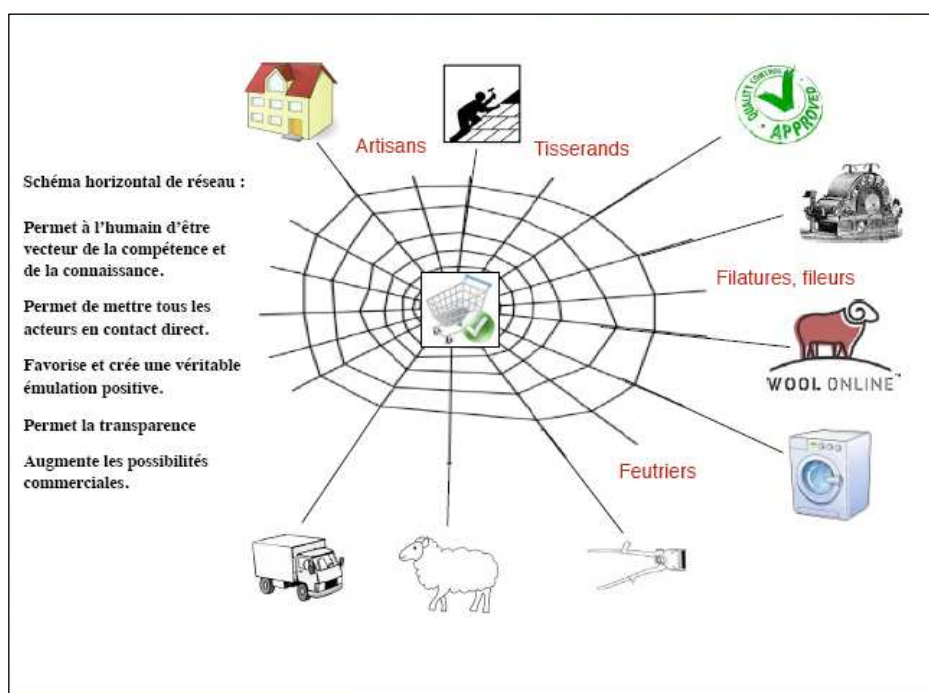 QUALITY CONTROL
APPROVED
Artisans
Tisserands
Schéma horizontal de réseau :
Permet à l'humain d'être
vecteur de la compétence et
de la connaissance.
Filatures, fileurs
Permet de mettre tous les
acteurs en contact direct.
Favorise et crée une véritable
émulation positive.
WOOL ONLINE™
Permet la transparence
Augmente les possibilités
commerciales.
Feutriers